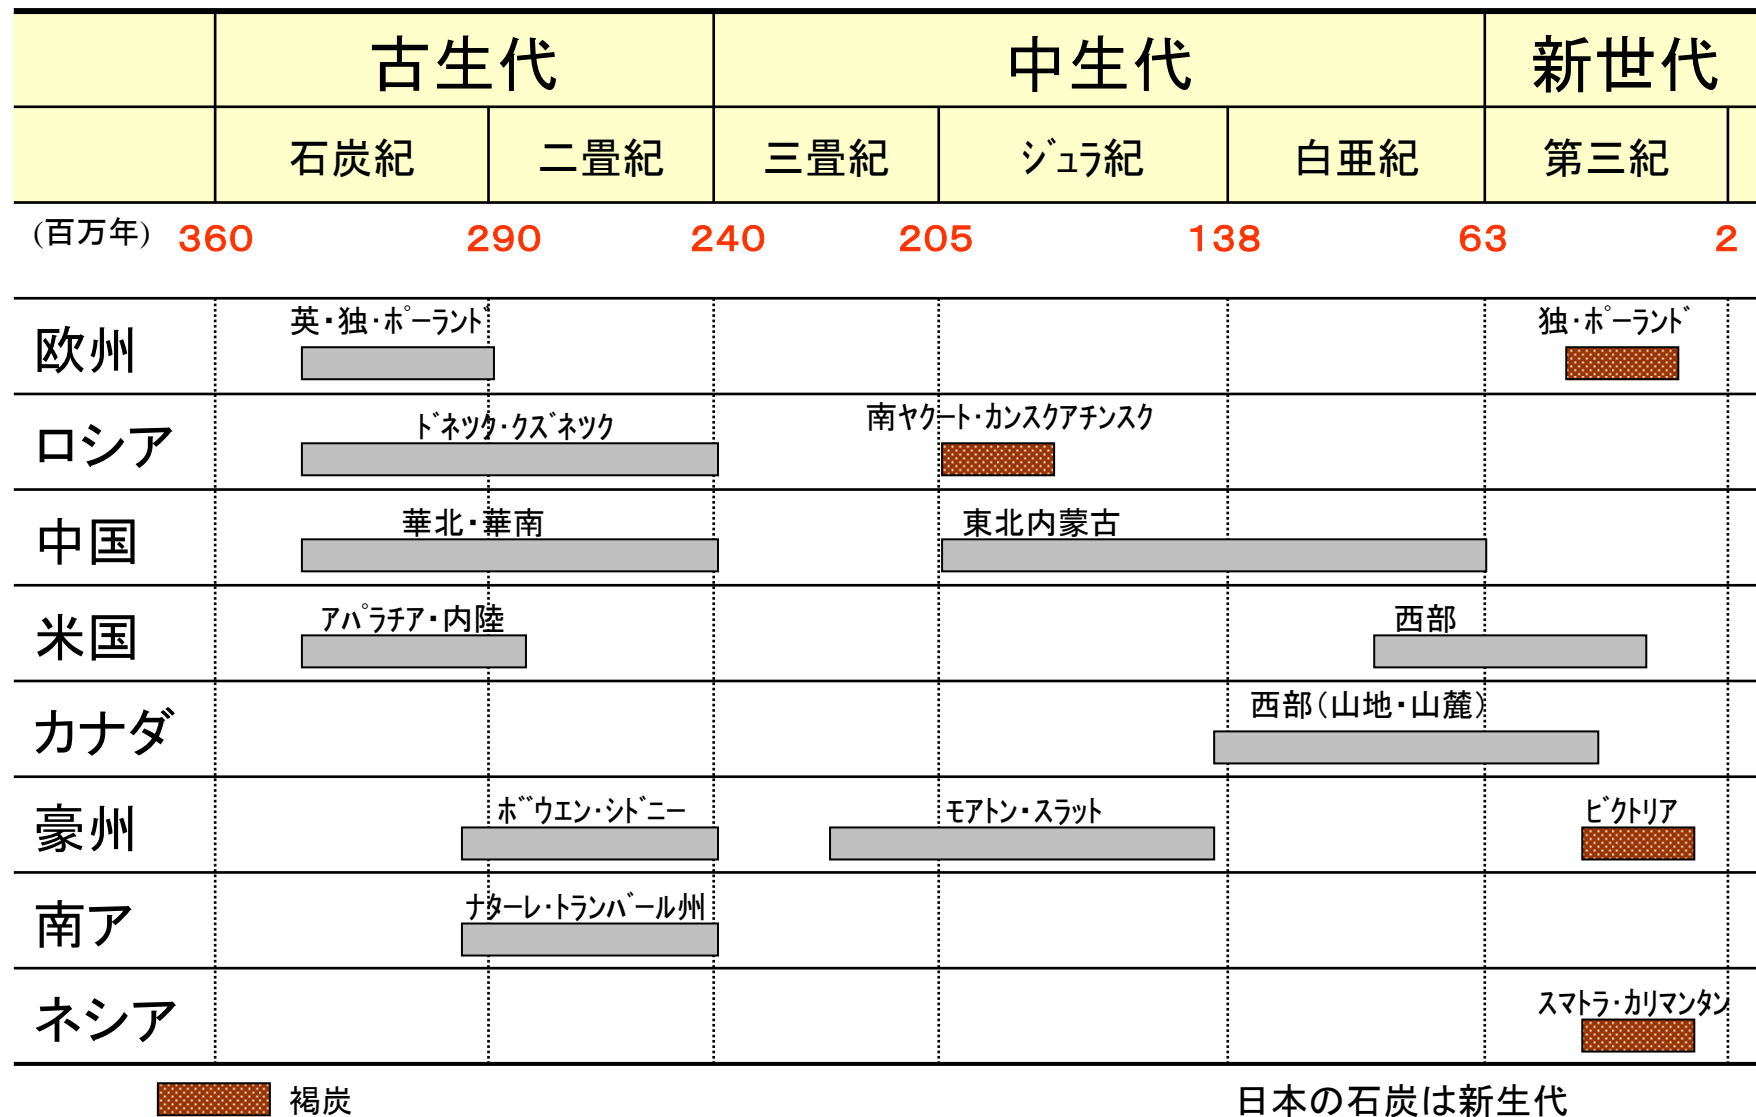 古生代 中生代 新世代
石炭紀 二畳紀 三畳紀 ジュラ紀 白亜紀 第三紀
(百万年) 360 290 240 205 138 63 2
英・独・ポーランド 独・ポーランド
欧州
ドネツク・クズネツク 南ヤクート・カンスクアチンスク
ロシア
華北・華南 東北内蒙古
中国
アパラチア・内陸 西部
米国
西部(山地・山麓)
カナダ
ボウエン・シドニー モアトン・スラット ビクトリア
豪州
ナターレ・トランバール州
南ア
スマトラ・カリマンタン
ネシア
褐炭 日本の石炭は新生代